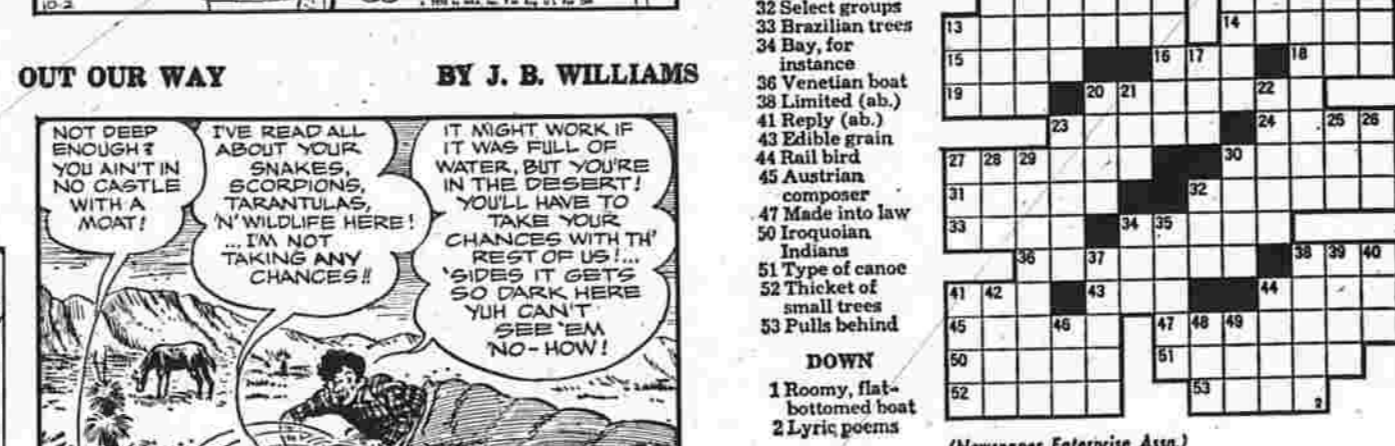 10-2
OUT OUR WAY
BY J. B. WILLIAMS
NOT DEEP
ENOUGH?
YOU AIN'T IN
NO CASTLE
WITH A
MOAT!
I'VE READ ALL
ABOUT YOUR
SNAKES,
SCORPIONS,
TARANTULAS,
'N' WILDLIFE HERE!
...I'M NOT
TAKING ANY
CHANCES!!
IT MIGHT WORK IF
IT WAS FULL OF
WATER, BUT YOU'RE
IN THE DESERT!
YOU'LL HAVE TO
TAKE YOUR
CHANCES WITH TH'
REST OF US!...
'SIDES IT GETS
SO DARK HERE
YUH CAN'T
SEE 'EM
NO-HOW!
32 Select groups
33 Brazilian trees
34 Bay, for
instance
36 Venetian boat
38 Limited (ab.)
41 Reply (ab.)
43 Edible grain
44 Rail bird
45 Austrian
composer
47 Made into law
50 Iroquoian
Indians
51 Type of canoe
52 Thicket of
small trees
53 Pulls behind
DOWN
1 Roomy, flat-
bottomed boat
2 Lyric poems
13 14
15 16 17 18
19 20 21 22
23 24 25 26
27 28 29 30
31 32
33 34 35
36 37 38 39 40
41 42 43 44
45 46 47 48 49
50 51
52 53 2
(Newspaper Enterprise Assn.)